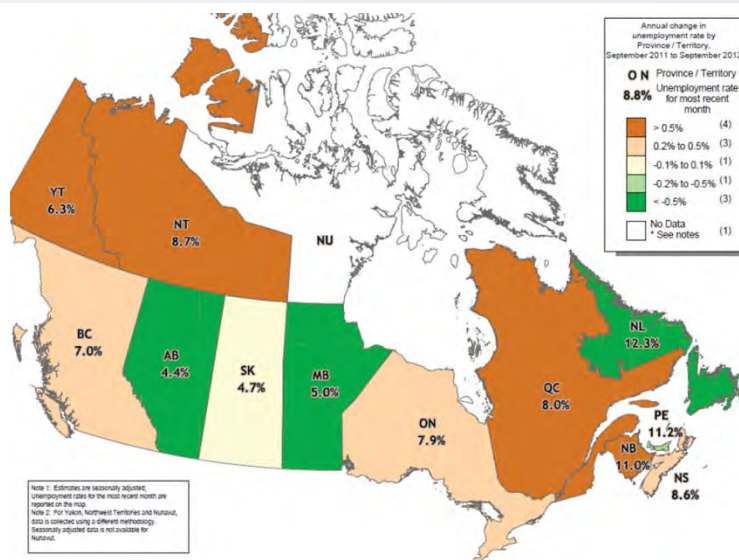 Annual change in
unemployment rate by
Province / Territory,
September 2011 to September 2012
O N Province / Territory
8.8% Unemployment rate
for most recent
month
> 0.5% (4)
0.2% to 0.5% (3)
-0.1% to 0.1% (1)
-0.2% to -0.5% (1)
< -0.5% (3)
No Data
* See notes (1)
YT
6.3%
NT
8.7%
NU
BC
7.0%
AB
4.4%
SK
4.7%
MB
5.0%
ON
7.9%
QC
8.0%
NL
12.3%
PE
11.2%
NB
11.0%
NS
8.6%
Note 1: Estimates are seasonally adjusted;
Unemployment rates for the most recent month are
reported on the map.
Note 2: For Yukon, Northwest Territories and Nunavut,
data is collected using a different methodology.
Seasonally adjusted data is not available for
Nunavut.